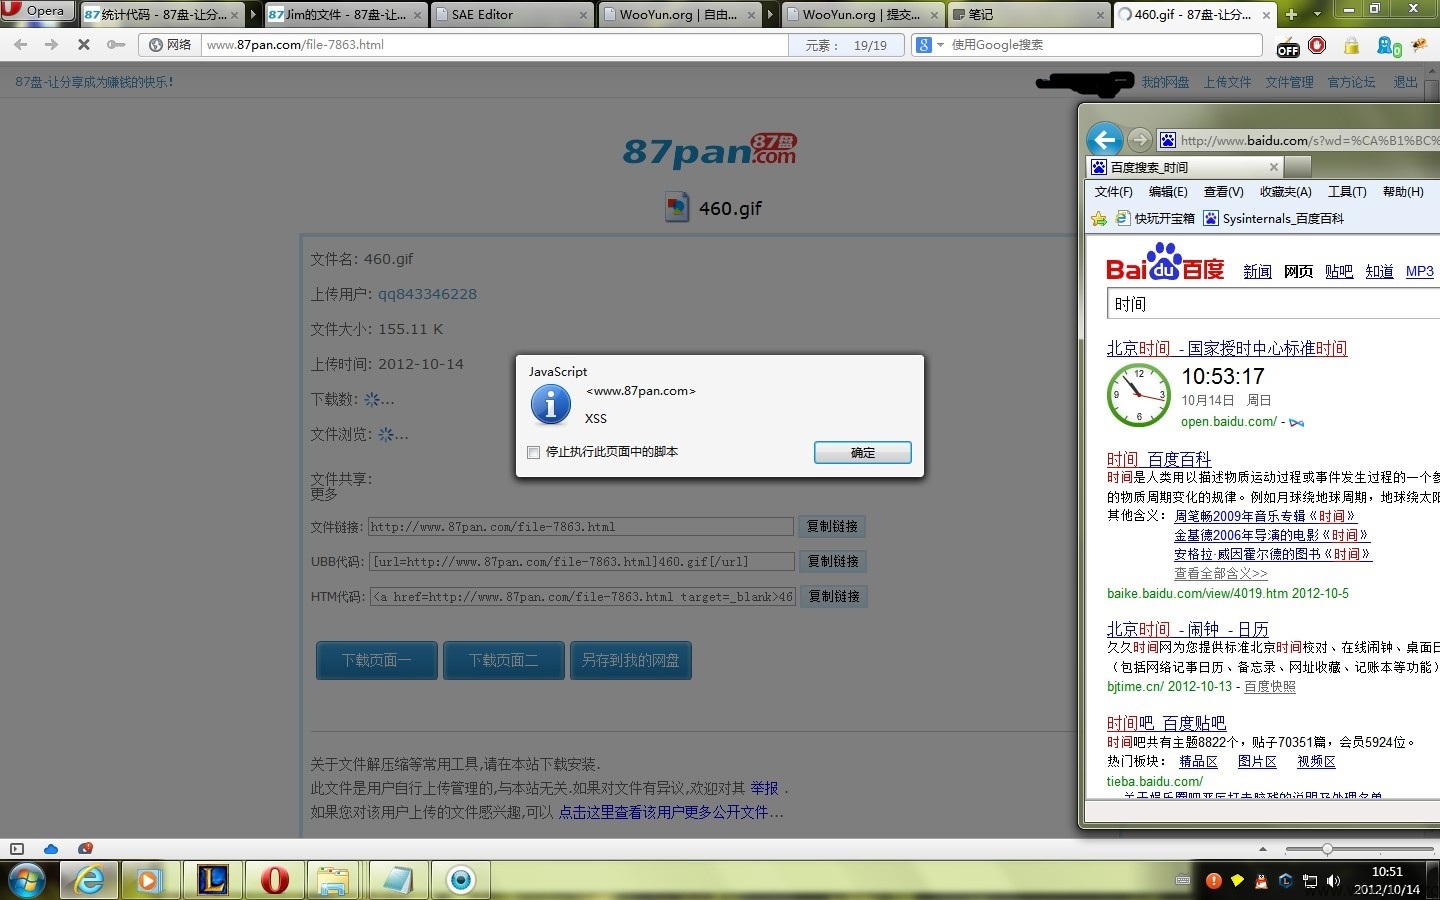 Opera
87 统计代码 - 87盘-让分...
87 Jim的文件 - 87盘-让...
SAE Editor
WooYun.org | 自由...
WooYun.org | 提交...
笔记
460.gif - 87盘-让分...
网络
www.87pan.com/file-7863.html
元素： 19/19
使用Google搜索
OFF
0
87盘-让分享成为赚钱的快乐!
我的网盘 上传文件 文件管理 官方论坛 退出
87pan.com 87盘
460.gif
文件名: 460.gif
上传用户: qq843346228
文件大小: 155.11 K
上传时间: 2012-10-14
下载数: ...
文件浏览: ...
文件共享:
更多
文件链接: http://www.87pan.com/file-7863.html 复制链接
UBB代码: [url=http://www.87pan.com/file-7863.html]460.gif[/url] 复制链接
HTM代码: <a href=http://www.87pan.com/file-7863.html target=_blank>46 复制链接
下载页面一 下载页面二 另存到我的网盘
关于文件解压缩等常用工具,请在本站下载安装.
此文件是用户自行上传管理的,与本站无关.如果对文件有异议,欢迎对其 举报 .
如果您对该用户上传的文件感兴趣,可以 点击这里查看该用户更多公开文件...
JavaScript
<www.87pan.com>
XSS
停止执行此页面中的脚本
确定
http://www.baidu.com/s?wd=%CA%B1%BC%
百度搜索_时间
文件(F) 编辑(E) 查看(V) 收藏夹(A) 工具(T) 帮助(H)
快玩开宝箱 Sysinternals_百度百科
Bai du 百度
新闻 网页 贴吧 知道 MP3
时间
北京时间 - 国家授时中心标准时间
12 3 6 9
10:53:17
10月14日 周日
open.baidu.com/ -
时间_百度百科
时间是人类用以描述物质运动过程或事件发生过程的一个参
的物质周期变化的规律。例如月球绕地球周期，地球绕太阳
其他含义： 周笔畅2009年音乐专辑《时间》
金基德2006年导演的电影《时间》
安格拉·威因霍尔德的图书《时间》
查看全部含义>>
baike.baidu.com/view/4019.htm 2012-10-5
北京时间 - 闹钟 - 日历
久久时间网为您提供标准北京时间校对、在线闹钟、桌面日
（包括网络记事日历、备忘录、网址收藏、记账本等功能）
bjtime.cn/ 2012-10-13 - 百度快照
时间吧_百度贴吧
时间吧共有主题8822个，贴子70351篇，会员5924位。
热门板块： 精品区 图片区 视频区
tieba.baidu.com/
10:51
2012/10/14